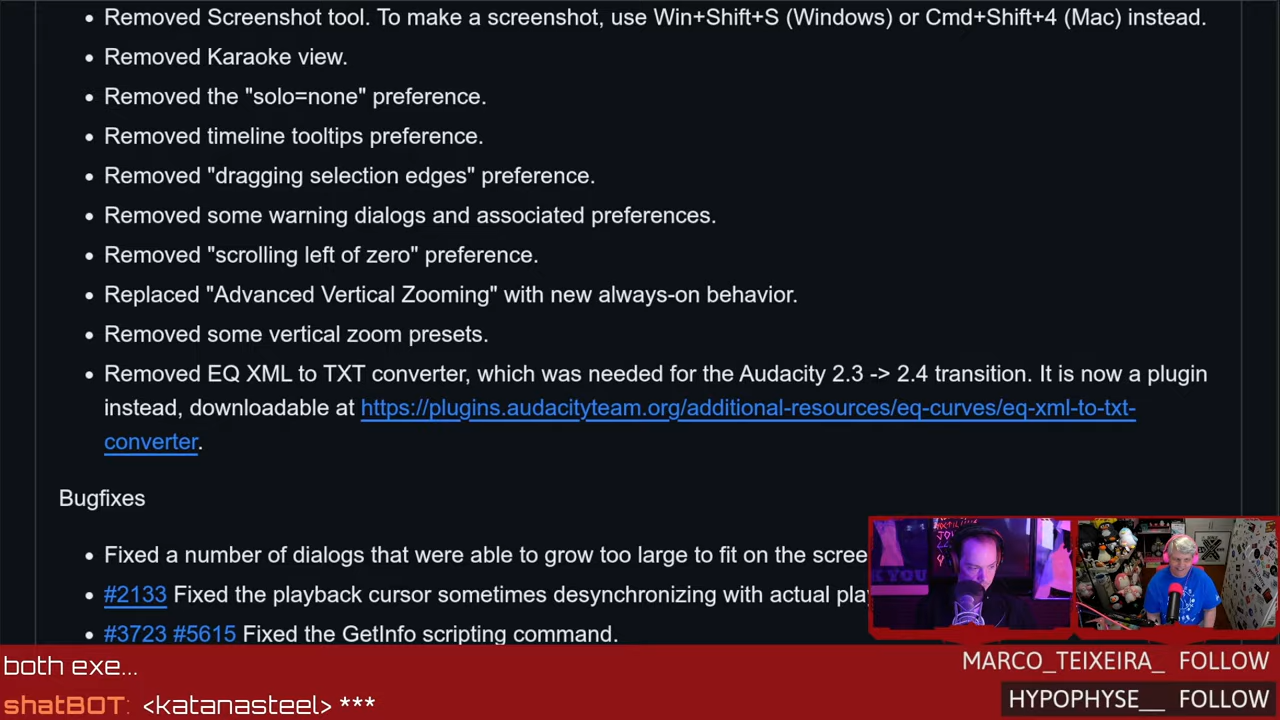 Removed Screenshot tool. To make a screenshot, use Win+Shift+S (Windows) or Cmd+Shift+4 (Mac) instead.
Removed Karaoke view.
Removed the "solo=none" preference.
Removed timeline tooltips preference.
Removed "dragging selection edges" preference.
Removed some warning dialogs and associated preferences.
Removed "scrolling left of zero" preference.
Replaced "Advanced Vertical Zooming" with new always-on behavior.
Removed some vertical zoom presets.
Removed EQ XML to TXT converter, which was needed for the Audacity 2.3 -> 2.4 transition. It is now a plugin
instead, downloadable at https://plugins.audacityteam.org/additional-resources/eq-curves/eq-xml-to-txt-
converter.
Bugfixes
Fixed a number of dialogs that were able to grow too large to fit on the scree
#2133 Fixed the playback cursor sometimes desynchronizing with actual pla
#3723 #5615 Fixed the GetInfo scripting command.
both exe...
MARCO_TEIXEIRA_ FOLLOW
shatBOT: <katanasteel> ***
HYPOPHYSE__ FOLLOW